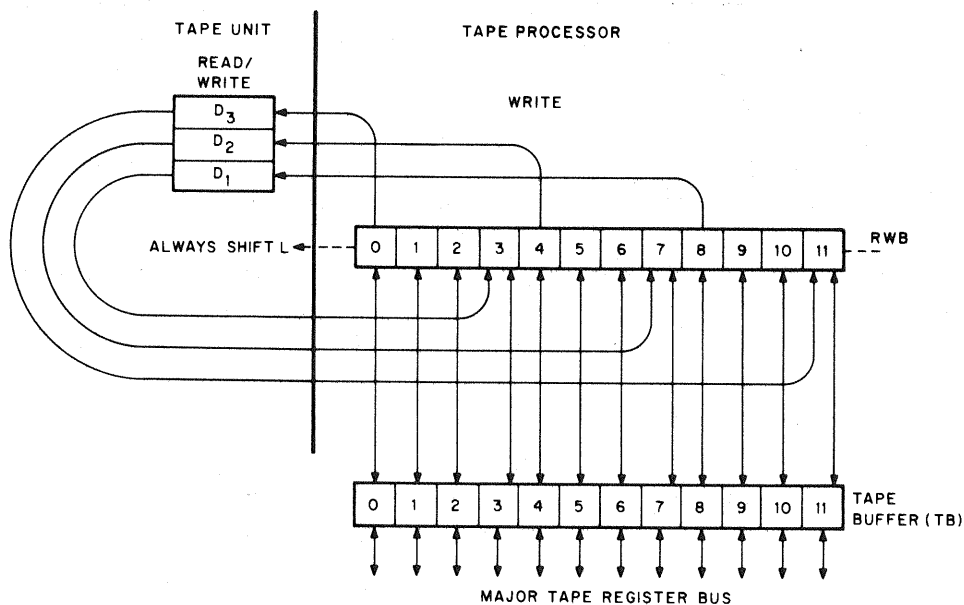 TAPE UNIT
TAPE PROCESSOR
READ/
WRITE
WRITE
D3
D2
D1
ALWAYS SHIFT L
0 1 2 3 4 5 6 7 8 9 10 11
RWB
0 1 2 3 4 5 6 7 8 9 10 11
TAPE
BUFFER (TB)
MAJOR TAPE REGISTER BUS